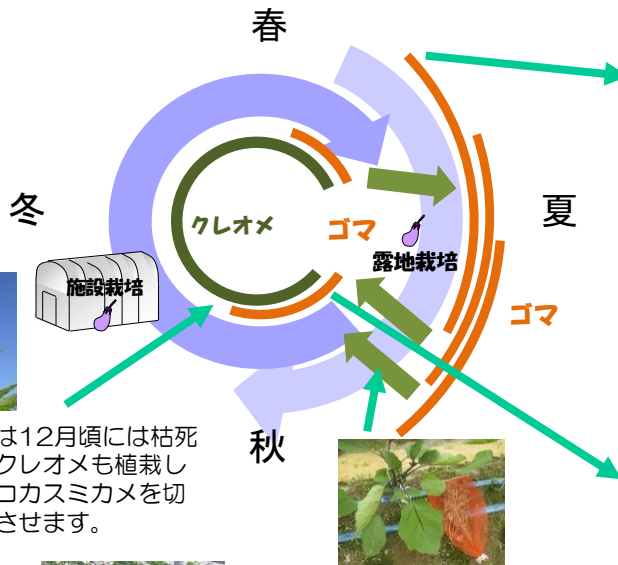 春
冬
クレオメ
ゴマ
夏
露地栽培
施設栽培
ゴマ
秋
は12月頃には枯死
クレオメも植栽し
コカスミカメを切
させます。